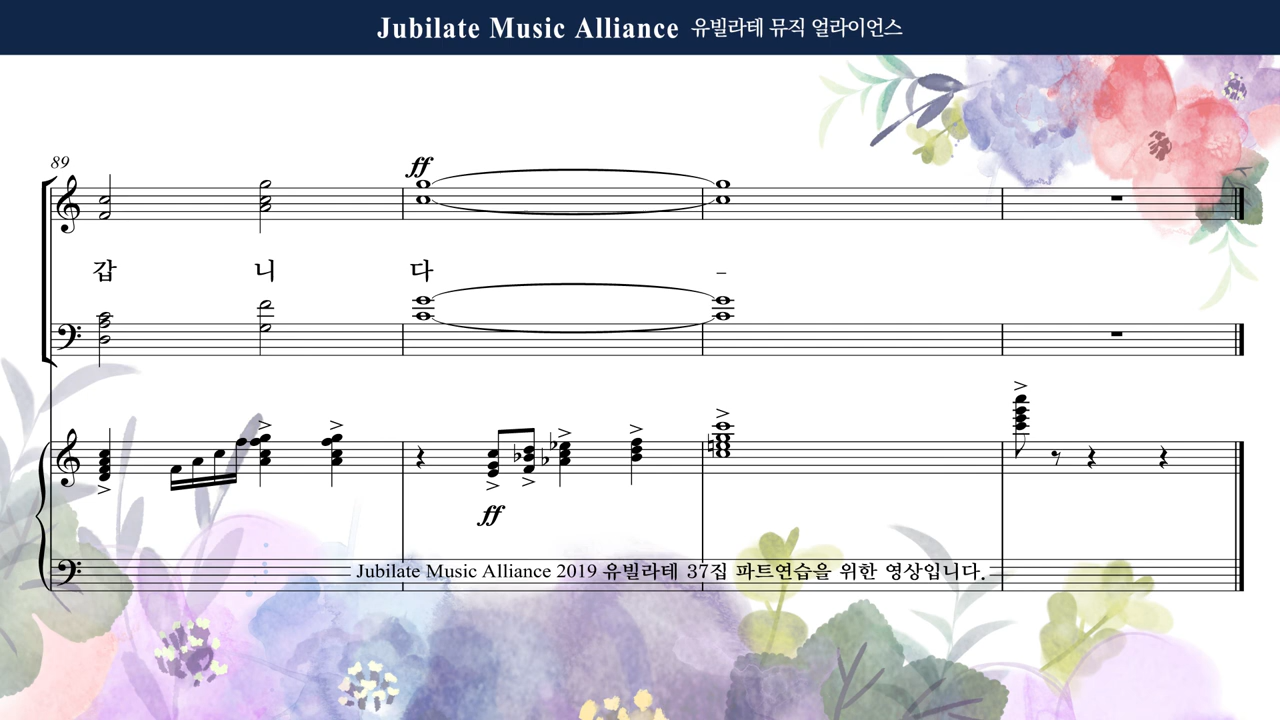 Jubilate Music Alliance 유빌라테 뮤직 얼라이언스
89
ff
갑 니 다 -
ff
Jubilate Music Alliance 2019 유빌라테 37집 파트연습을 위한 영상입니다.